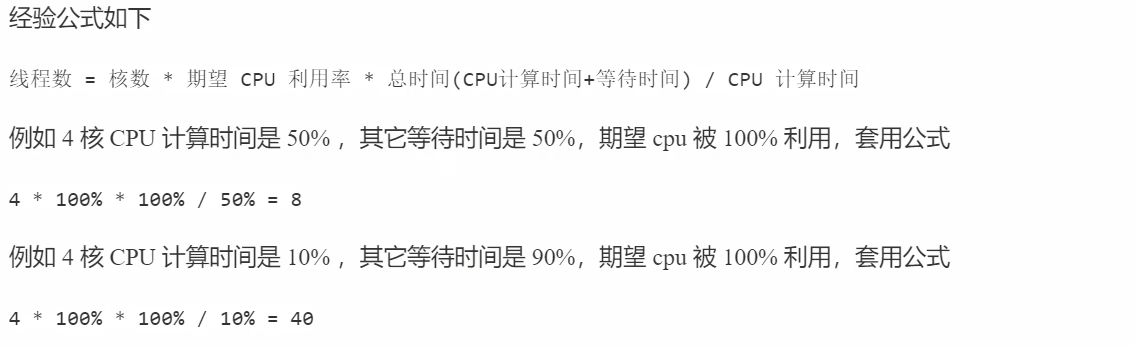 经验公式如下
线程数 = 核数 * 期望 CPU 利用率 * 总时间(CPU计算时间+等待时间) / CPU 计算时间
例如 4 核 CPU 计算时间是 50% ，其它等待时间是 50%，期望 cpu 被 100% 利用，套用公式
4 * 100% * 100% / 50% = 8
例如 4 核 CPU 计算时间是 10% ，其它等待时间是 90%，期望 cpu 被 100% 利用，套用公式
4 * 100% * 100% / 10% = 40